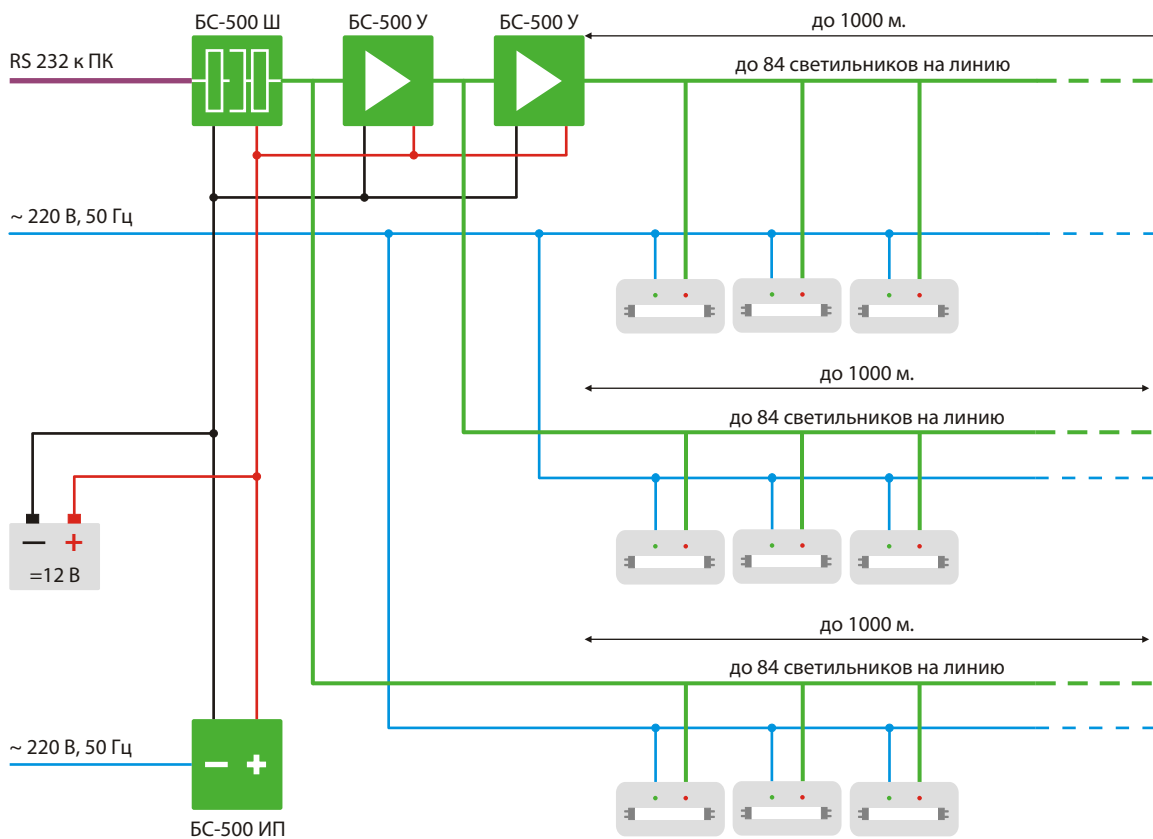 БС-500 Ш
БС-500 У
БС-500 У
до 1000 м.
RS 232 к ПК
до 84 светильников на линию
~ 220 В, 50 Гц
до 1000 м.
до 84 светильников на линию
– +
=12 В
до 1000 м.
до 84 светильников на линию
~ 220 В, 50 Гц
– +
БС-500 ИП